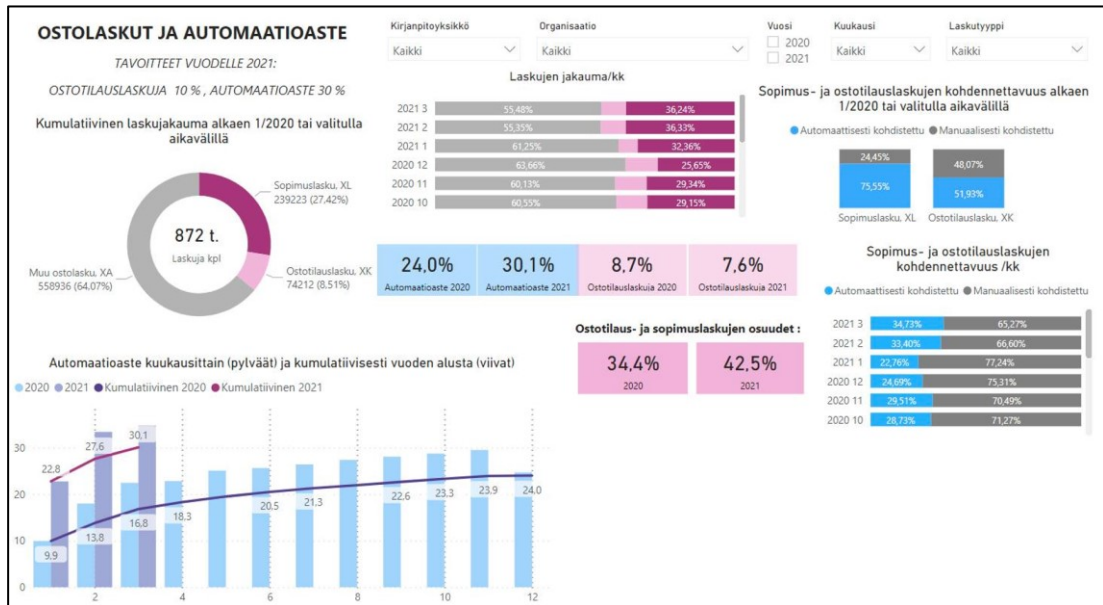 OSTOLASKUT JA AUTOMAATIOASTE
TAVOITTEET VUODELLE 2021:
OSTOTILAUSLASKUJA 10 % , AUTOMAATIOASTE 30 %
Kirjanpitoyksikkö
Kaikki
Organisaatio
Kaikki
Vuosi
2020
2021
Kuukausi
Kaikki
Laskutyyppi
Kaikki
Kumulatiivinen laskujakauma alkaen 1/2020 tai valitulla
aikavälillä
Sopimuslasku, XL
239223 (27.42%)
872 t.
Laskuja kpl
Muu ostolasku, XA
558936 (64.07%)
Ostotilauslasku, XK
74212 (8,51%)
Laskujen jakauma/kk
2021 3 55,48% 36,24%
2021 2 55,35% 36,33%
2021 1 61,25% 32,36%
2020 12 63,66% 25,65%
2020 11 60,13% 29,34%
2020 10 60,55% 29,15%
Sopimus- ja ostotilauslaskujen kohdennettavuus alkaen
1/2020 tai valitulla aikavälillä
Automaattisesti kohdistettu Manuaalisesti kohdistettu
24,45% 48,07%
75,55% 51,93%
Sopimuslasku, XL Ostotilauslasku, XK
24,0% 30,1% 8,7% 7,6%
Automaatioaste 2020 Automaatioaste 2021 Ostotilauslaskuja 2020 Ostotilauslaskuja 2021
Ostotilaus- ja sopimuslaskujen osuudet :
34,4% 42,5%
2020 2021
Sopimus- ja ostotilauslaskujen
kohdennettavuus /kk
Automaattisesti kohdistettu Manuaalisesti kohdistettu
2021 3 34,73% 65,27%
2021 2 33,40% 66,60%
2021 1 22,76% 77,24%
2020 12 24,69% 75,31%
2020 11 29,51% 70,49%
2020 10 28,73% 71,27%
Automaatioaste kuukausittain (pylväät) ja kumulatiivisesti vuoden alusta (viivat)
2020 2021 Kumulatiivinen 2020 Kumulatiivinen 2021
30
20
10
0
22.8 27.6 30.1
9.9 13.8 16.8 18.3 20.5 21.3 22.6 23.3 23.9 24.0
2 4 6 8 10 12